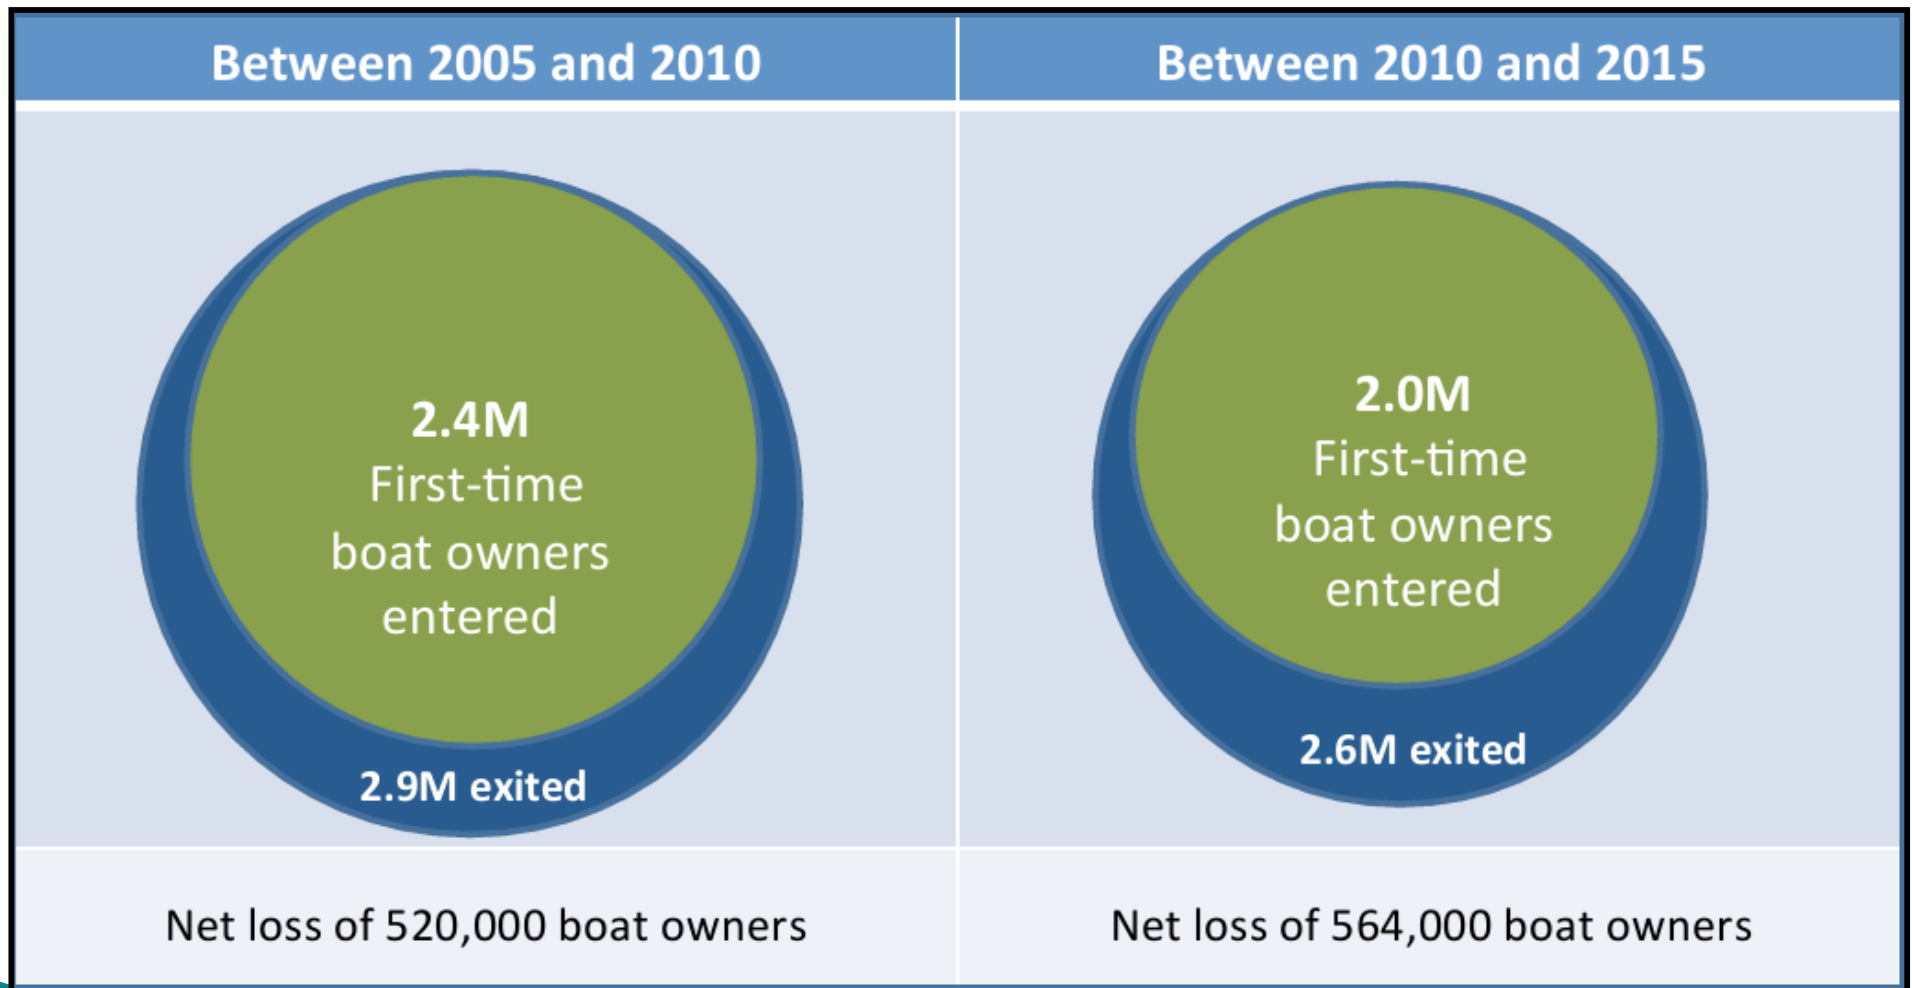 Between 2005 and 2010
Between 2010 and 2015
2.4M
First-time
boat owners
entered
2.9M exited
2.0M
First-time
boat owners
entered
2.6M exited
Net loss of 520,000 boat owners
Net loss of 564,000 boat owners